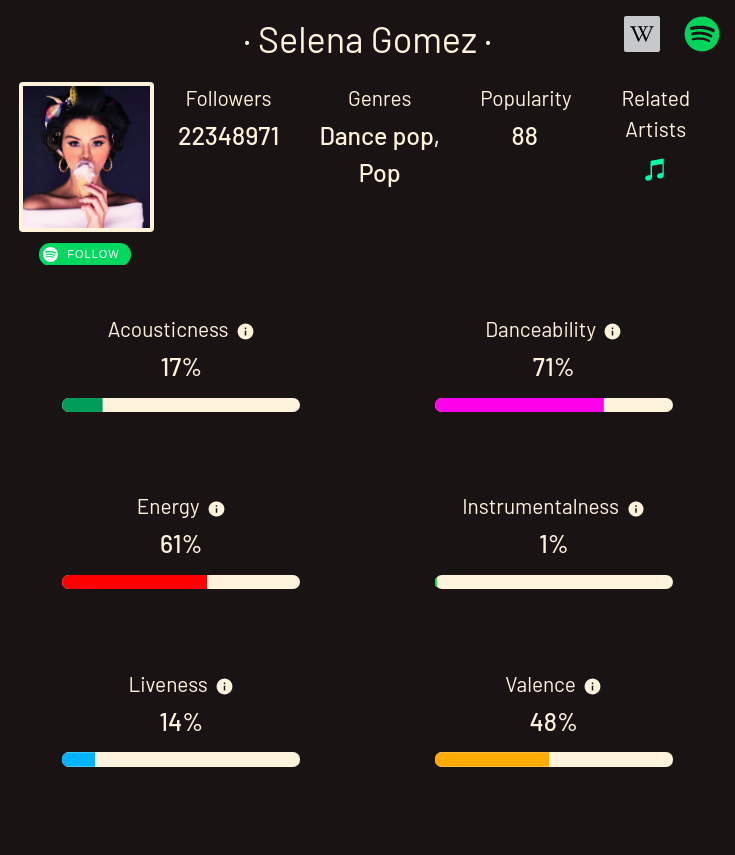 · Selena Gomez ·
W
Followers
22348971
Genres
Dance pop,
Pop
Popularity
88
Related
Artists
FOLLOW
Acousticness
17%
Danceability
71%
Energy
61%
Instrumentalness
1%
Liveness
14%
Valence
48%